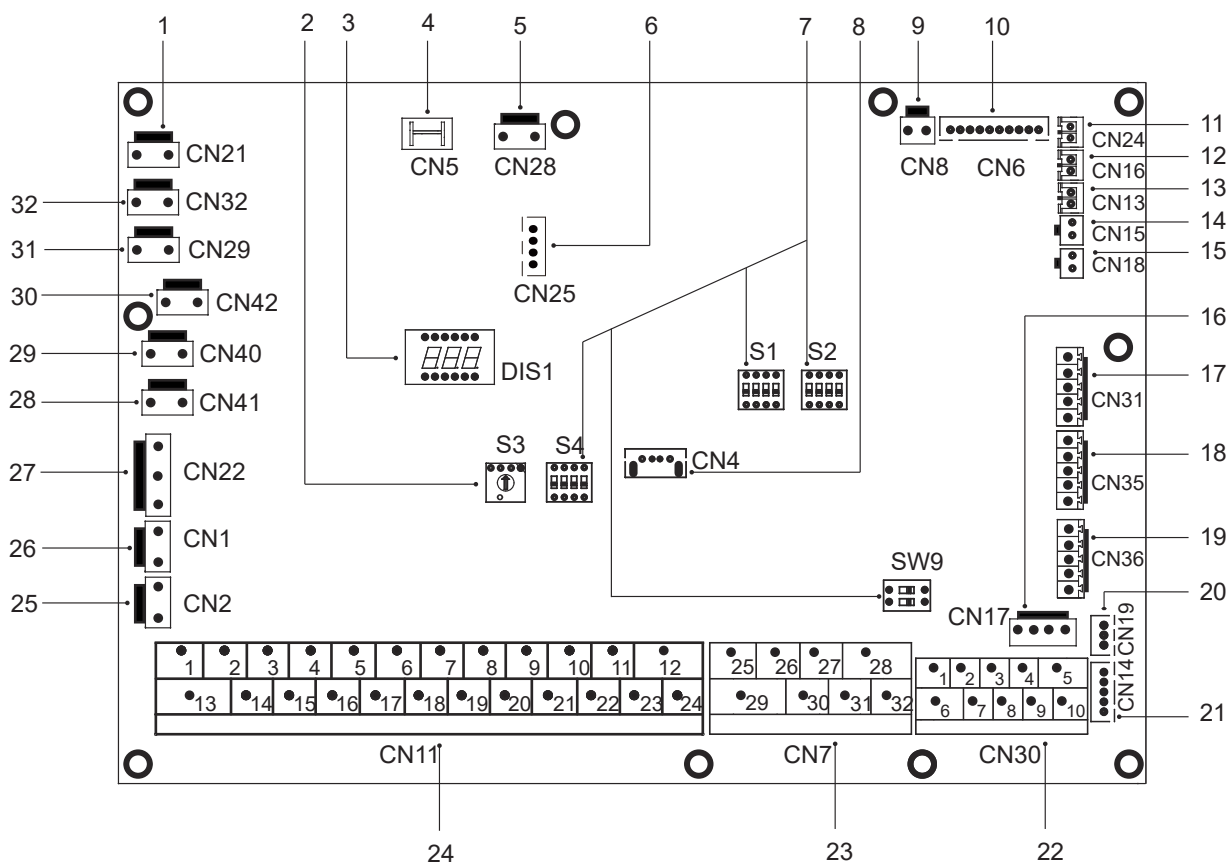 1 2 3 4 5 6 7 8 9 10
CN21
CN5
CN28
CN8
CN6
CN24
11
CN16
12
CN13
13
CN15
14
CN18
15
32
CN32
31
CN29
30
CN42
CN25
29
CN40
DIS1
S1
S2
16
28
CN41
CN31
17
27
CN22
S3
S4
CN4
CN35
18
26
CN1
SW9
CN36
19
25
CN2
CN17
CN19
20
1 2 3 4 5 6 7 8 9 10 11 12
13 14 15 16 17 18 19 20 21 22 23 24
25 26 27 28
29 30 31 32
1 2 3 4 5
6 7 8 9 10
CN14
21
CN11
CN7
CN30
24
23
22